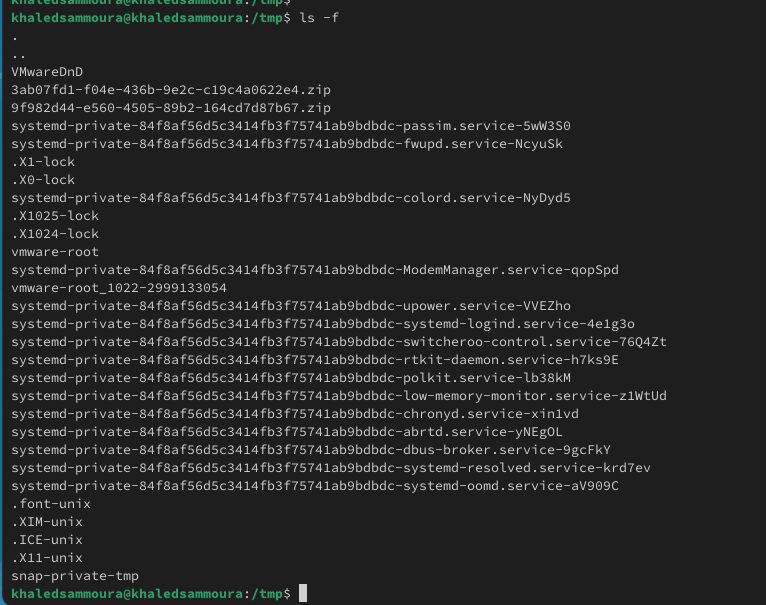 khaledsammoura@khaledsammoura:/tmp$
khaledsammoura@khaledsammoura:/tmp$ ls -f
.
..
VMwareDnD
3ab07fd1-f04e-436b-9e2c-c19c4a0622e4.zip
9f982d44-e560-4505-89b2-164cd7d87b67.zip
systemd-private-84f8af56d5c3414fb3f75741ab9bdbdc-passim.service-5wW3S0
systemd-private-84f8af56d5c3414fb3f75741ab9bdbdc-fwupd.service-NcyuSk
.X1-lock
.X0-lock
systemd-private-84f8af56d5c3414fb3f75741ab9bdbdc-colord.service-NyDyd5
.X1025-lock
.X1024-lock
vmware-root
systemd-private-84f8af56d5c3414fb3f75741ab9bdbdc-ModemManager.service-qopSpd
vmware-root_1022-2999133054
systemd-private-84f8af56d5c3414fb3f75741ab9bdbdc-upower.service-VVEZho
systemd-private-84f8af56d5c3414fb3f75741ab9bdbdc-systemd-logind.service-4e1g3o
systemd-private-84f8af56d5c3414fb3f75741ab9bdbdc-switcheroo-control.service-76Q4Zt
systemd-private-84f8af56d5c3414fb3f75741ab9bdbdc-rtkit-daemon.service-h7ks9E
systemd-private-84f8af56d5c3414fb3f75741ab9bdbdc-polkit.service-lb38kM
systemd-private-84f8af56d5c3414fb3f75741ab9bdbdc-low-memory-monitor.service-z1WtUd
systemd-private-84f8af56d5c3414fb3f75741ab9bdbdc-chronyd.service-xin1vd
systemd-private-84f8af56d5c3414fb3f75741ab9bdbdc-abrtd.service-yNEgOL
systemd-private-84f8af56d5c3414fb3f75741ab9bdbdc-dbus-broker.service-9gcFkY
systemd-private-84f8af56d5c3414fb3f75741ab9bdbdc-systemd-resolved.service-krd7ev
systemd-private-84f8af56d5c3414fb3f75741ab9bdbdc-systemd-oomd.service-aV909C
.font-unix
.XIM-unix
.ICE-unix
.X11-unix
snap-private-tmp
khaledsammoura@khaledsammoura:/tmp$